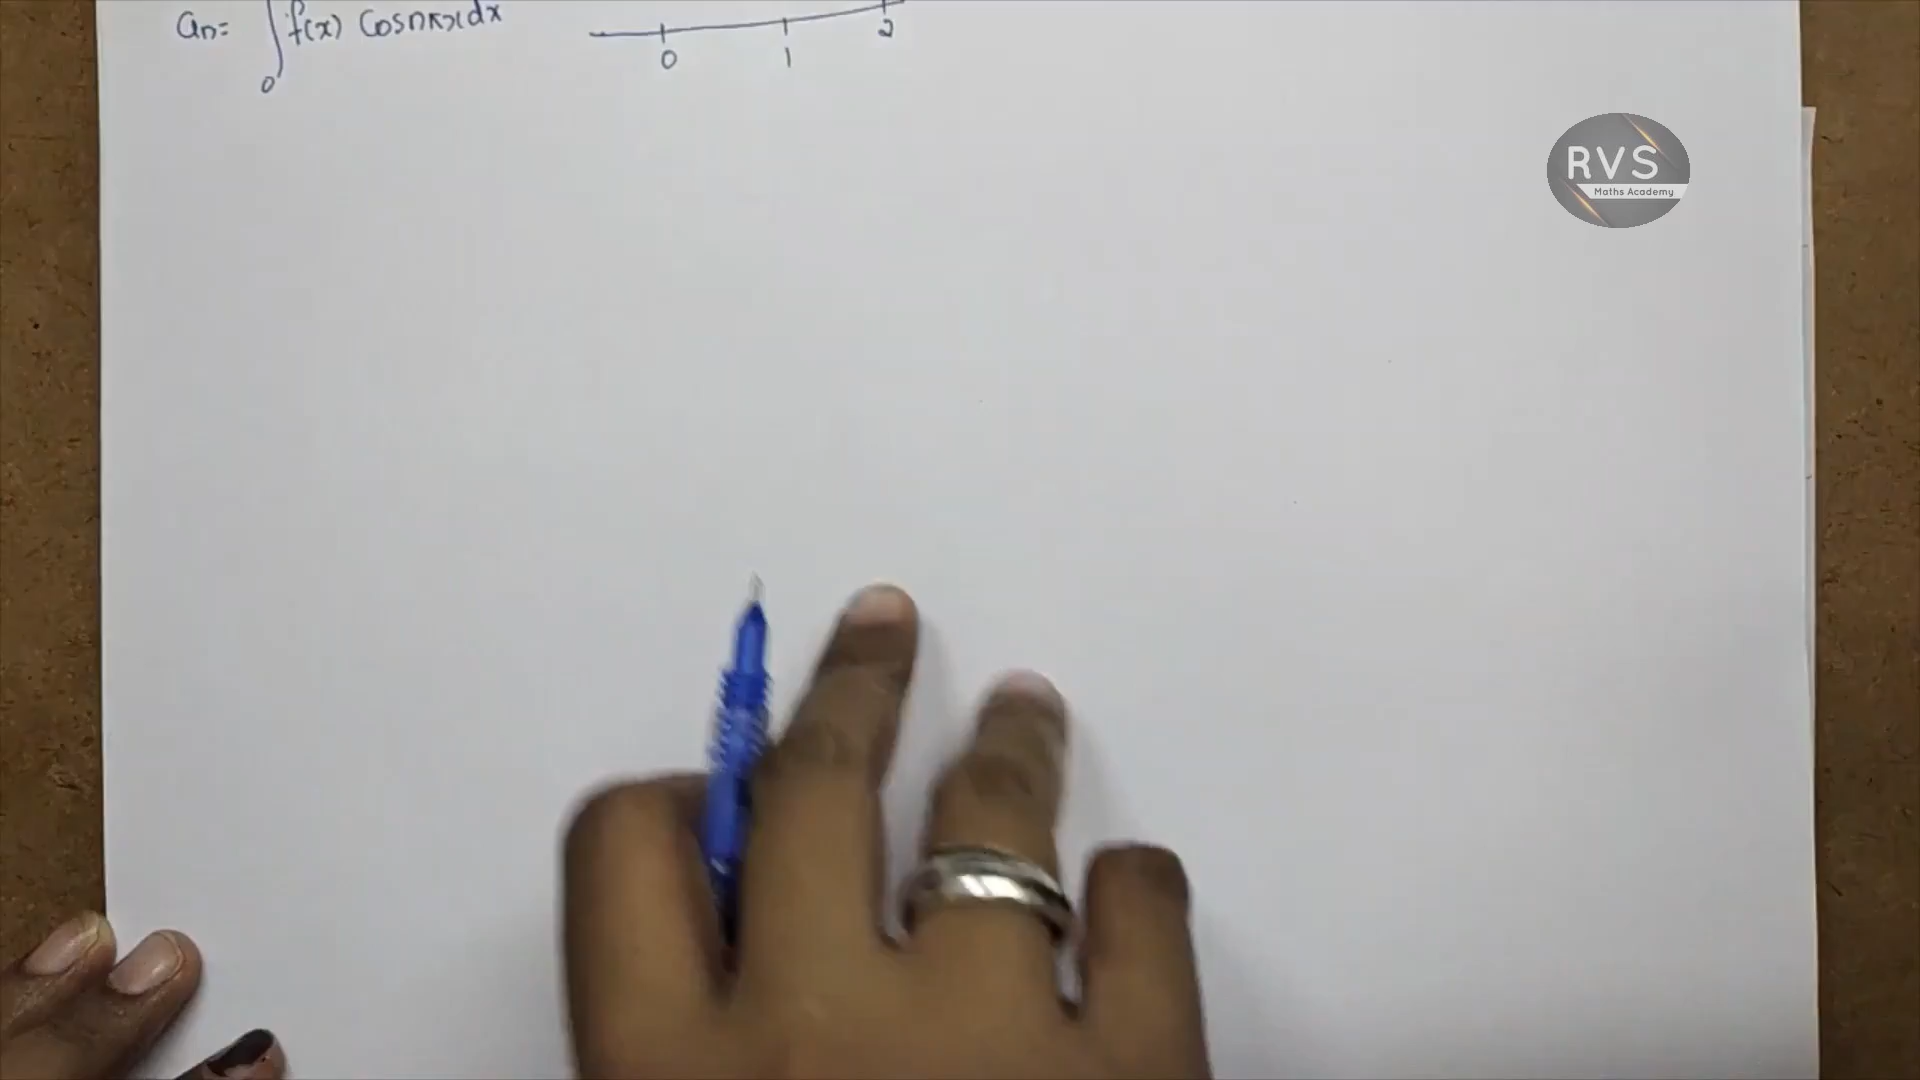 an= ∫ f(x) cosnπx dx
0
0 1 2
RVS
Maths Academy